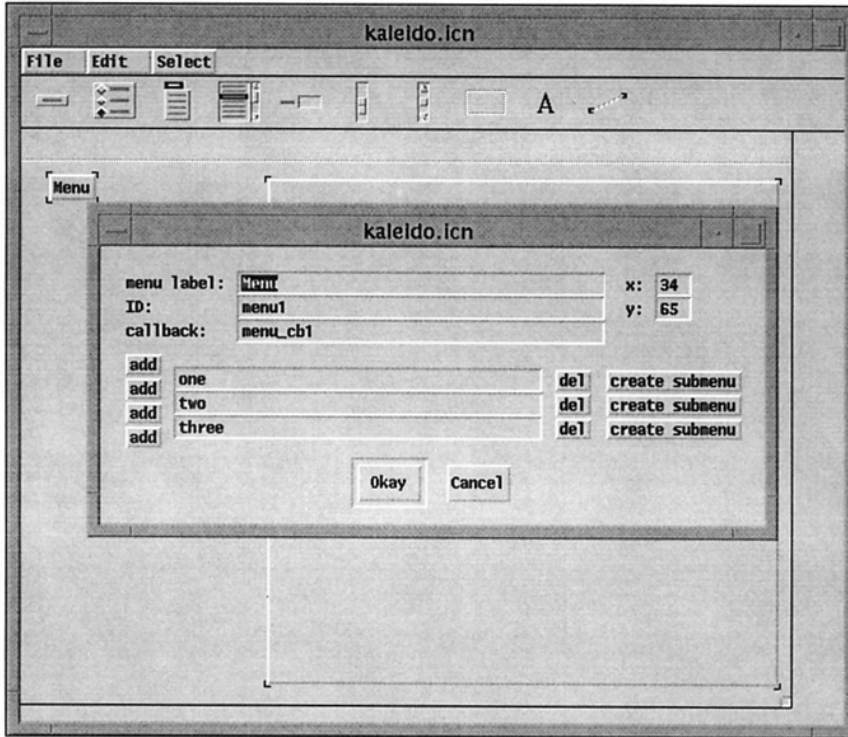 kaleido.icn
File Edit Select
A
Menu
kaleido.icn
menu label: Menu x: 34
ID: menu1 y: 65
callback: menu_cb1
add
one del create submenu
add
two del create submenu
add
three del create submenu
add
Okay Cancel